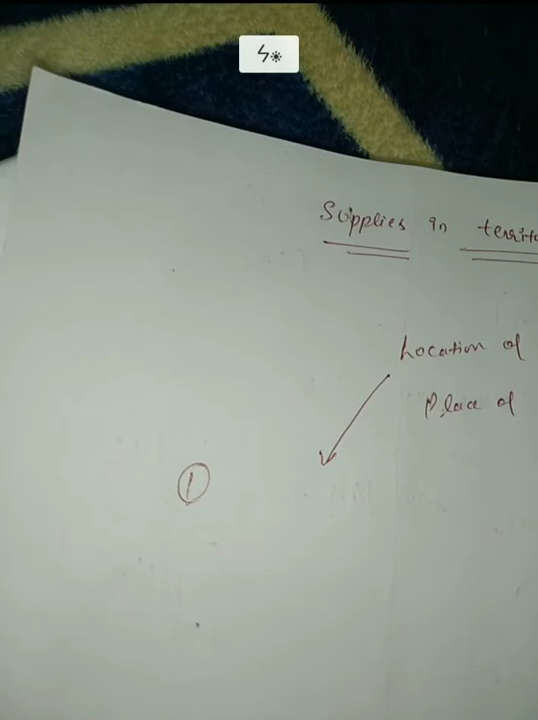 Supplies in
Location of
Place of
①